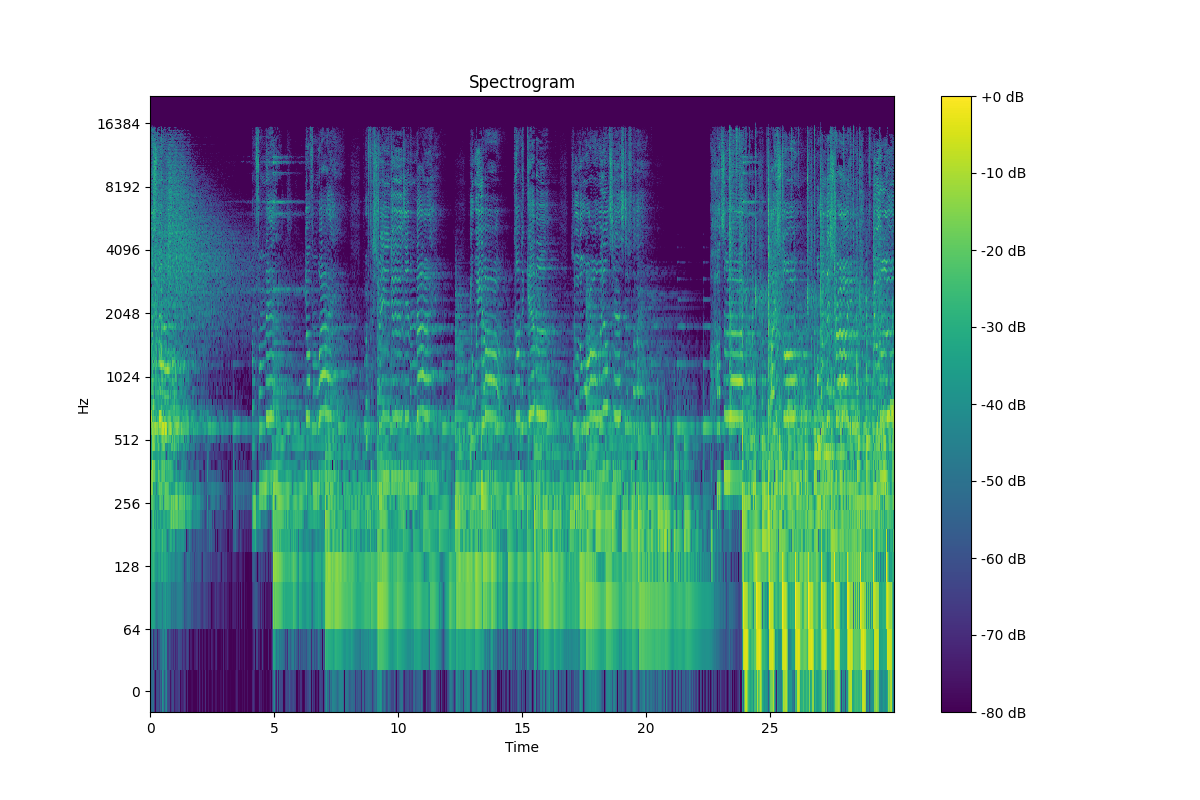 Spectrogram
16384
8192
4096
2048
1024
512
256
128
64
0
Hz
0
5
10
15
20
25
Time
+0 dB
-10 dB
-20 dB
-30 dB
-40 dB
-50 dB
-60 dB
-70 dB
-80 dB